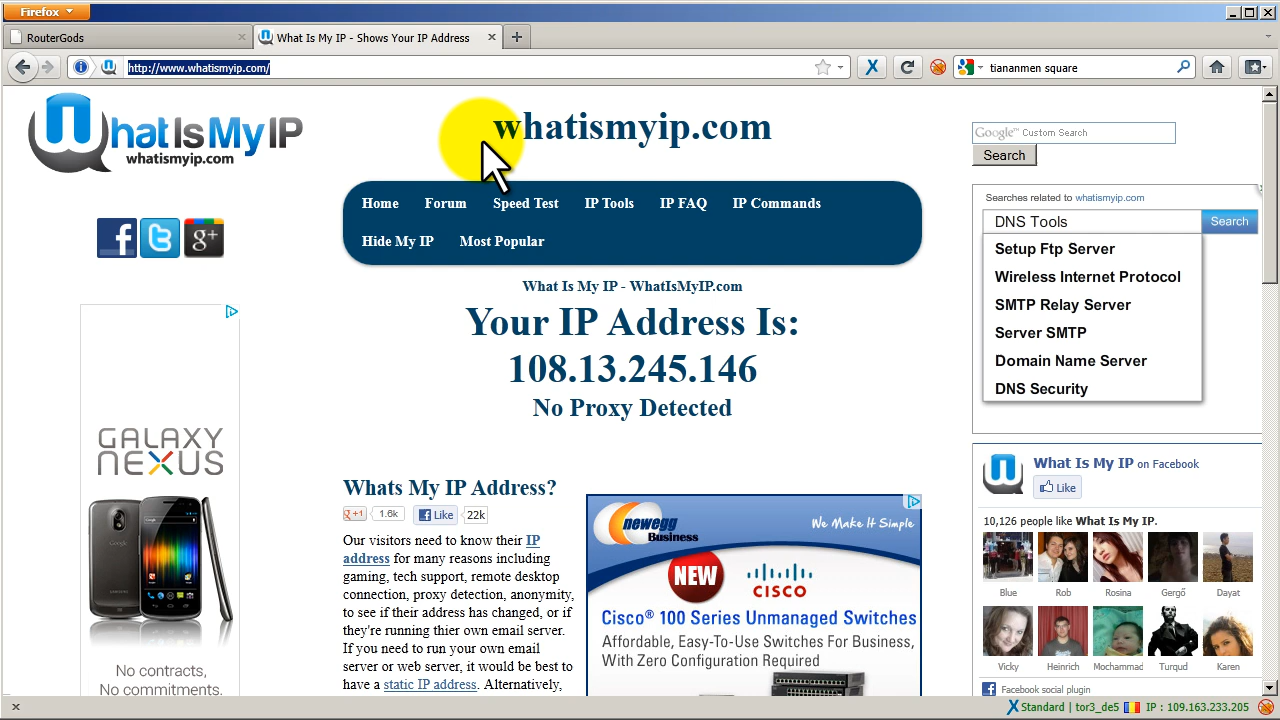 Firefox
RouterGods
What Is My IP - Shows Your IP Address
http://www.whatismyip.com/
tiananmen square
WhatIsMyIP
whatismyip.com
whatismyip.com
Home Forum Speed Test IP Tools IP FAQ IP Commands
Hide My IP Most Popular
What Is My IP - WhatIsMyIP.com
Your IP Address Is:
108.13.245.146
No Proxy Detected
GALAXY
NEXUS
No contracts,
No commitments.
Whats My IP Address?
+1 1.6k Like 22k
Our visitors need to know their IP
address for many reasons including
gaming, tech support, remote desktop
connection, proxy detection, anonymity,
to see if their address has changed, or if
they're running thier own email server.
If you need to run your own email
server or web server, it would be best to
have a static IP address. Alternatively,
newegg
Business
We Make It Simple
NEW
CISCO
Cisco® 100 Series Unmanaged Switches
Affordable, Easy-To-Use Switches For Business,
With Zero Configuration Required
Google™ Custom Search
Search
Searches related to whatismyip.com
DNS Tools
Search
Setup Ftp Server
Wireless Internet Protocol
SMTP Relay Server
Server SMTP
Domain Name Server
DNS Security
What Is My IP on Facebook
Like
10,126 people like What Is My IP.
Blue Rob Rosina Gergő Dayat
Vicky Heinrich Mochammad Turqud Karen
Facebook social plugin
Standard | tor3_de5 IP : 109.163.233.205